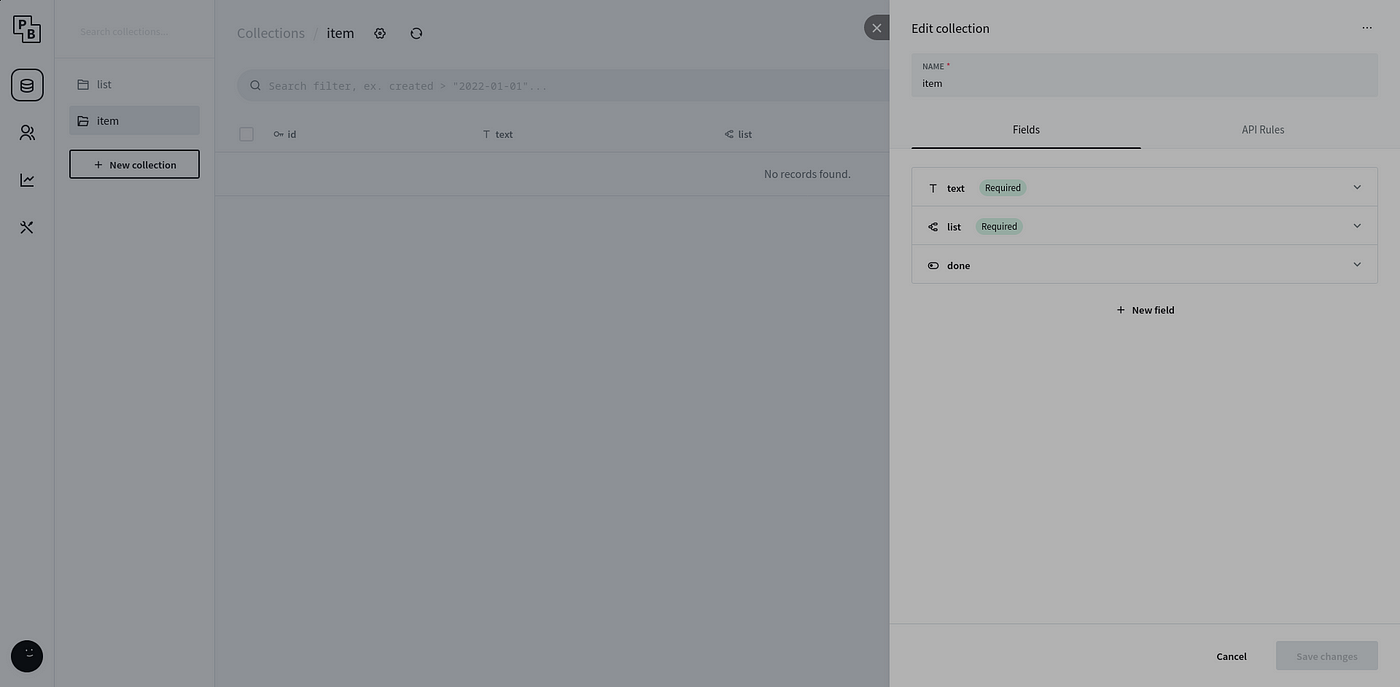 PB
Search collections...
list
item
+ New collection
Collections / item
Search filter, ex. created > "2022-01-01"...
id
text
list
No records found.
Edit collection
...
NAME *
item
Fields
API Rules
text Required
list Required
done
+ New field
Cancel
Save changes